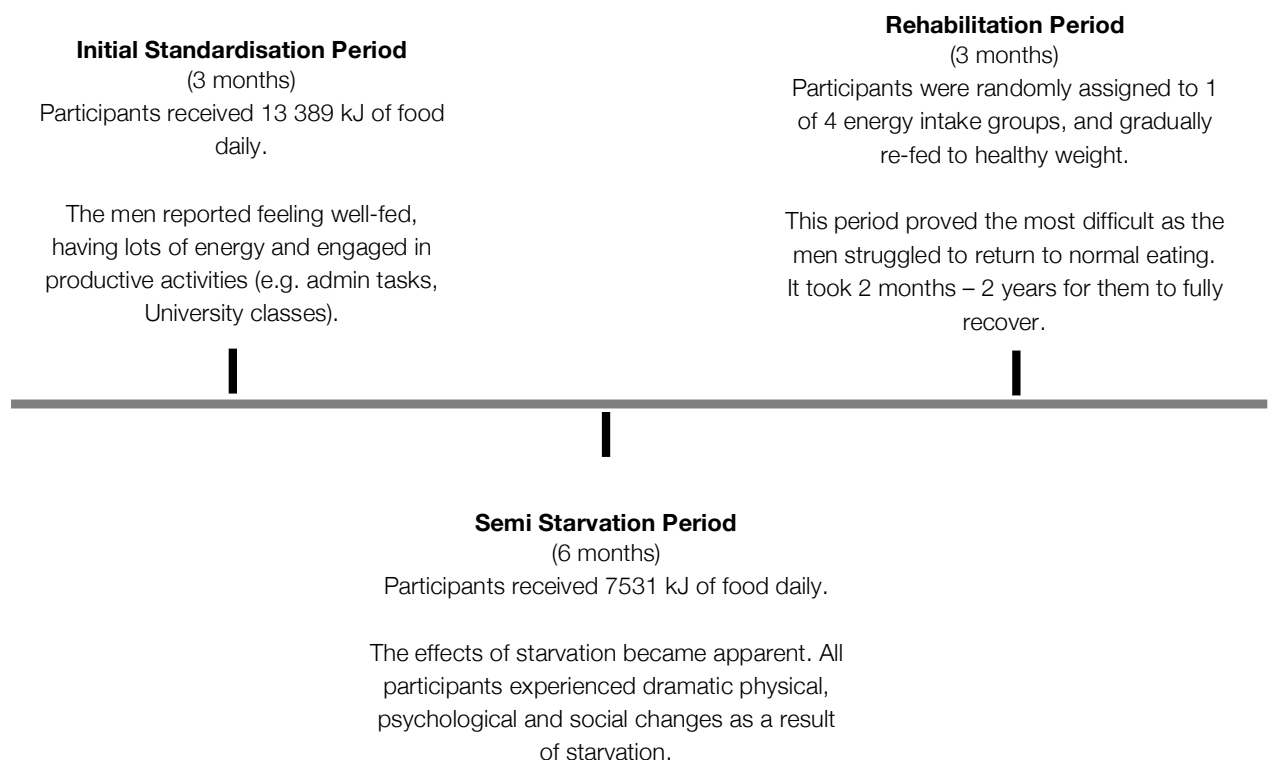 Initial Standardisation Period
(3 months)
Participants received 13 389 kJ of food
daily.
The men reported feeling well-fed,
having lots of energy and engaged in
productive activities (e.g. admin tasks,
University classes).
Semi Starvation Period
(6 months)
Participants received 7531 kJ of food daily.
The effects of starvation became apparent. All
participants experienced dramatic physical,
psychological and social changes as a result
of starvation.
Rehabilitation Period
(3 months)
Participants were randomly assigned to 1
of 4 energy intake groups, and gradually
re-fed to healthy weight.
This period proved the most difficult as the
men struggled to return to normal eating.
It took 2 months – 2 years for them to fully
recover.